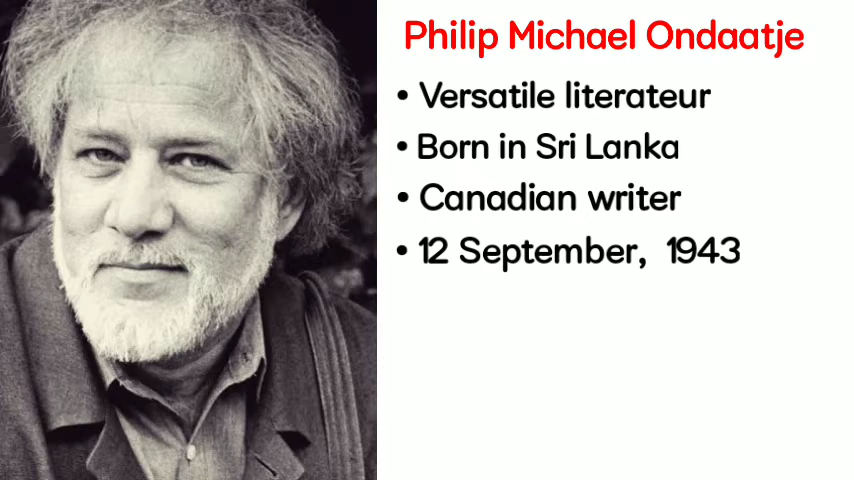 Philip Michael Ondaatje
• Versatile literateur
• Born in Sri Lanka
• Canadian writer
• 12 September, 1943